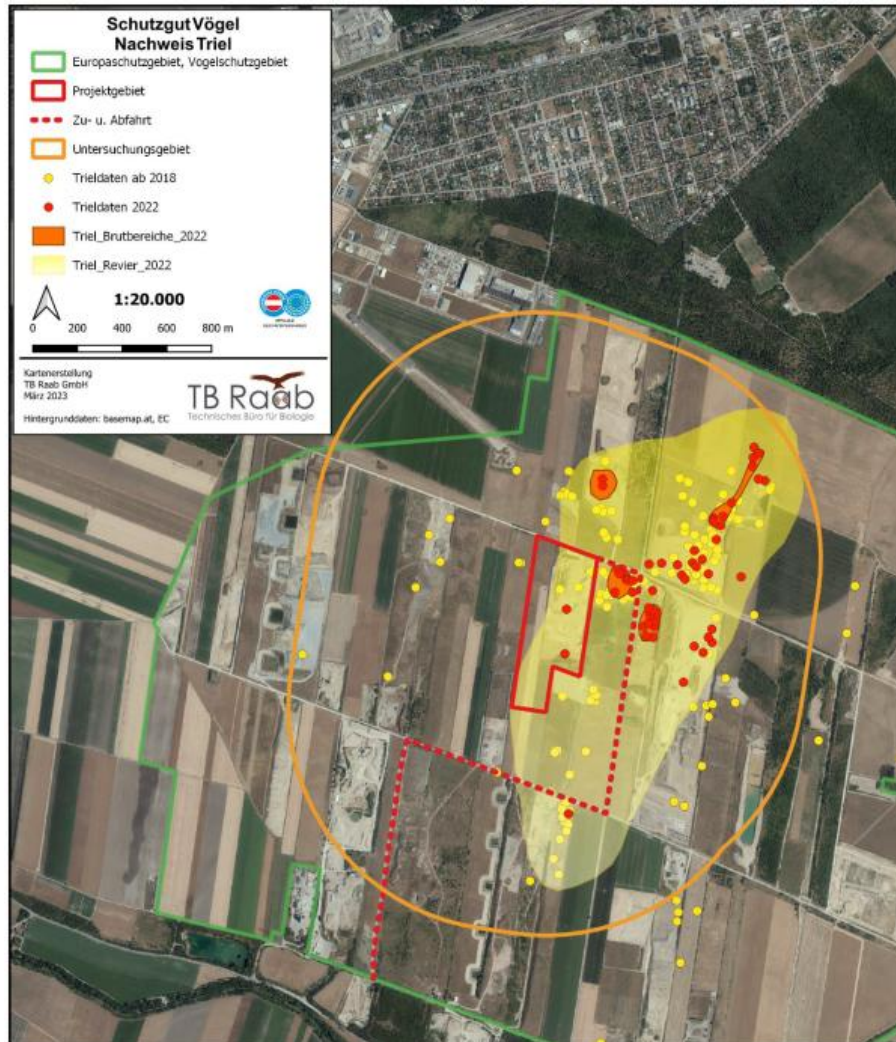 Schutzgut Vögel
Nachweis Triel
Europaschutzgebiet, Vogelschutzgebiet
Projektgebiet
Zu- u. Abfahrt
Untersuchungsgebiet
Trieldaten ab 2018
Trieldaten 2022
Triel_Brutbereiche_2022
Triel_Revier_2022
1:20.000
0 200 400 600 800 m
Kartenerstellung
TB Raab GmbH
März 2023
Hintergrunddaten: basemap.at, EC
TB Raab
Technisches Büro für Biologie